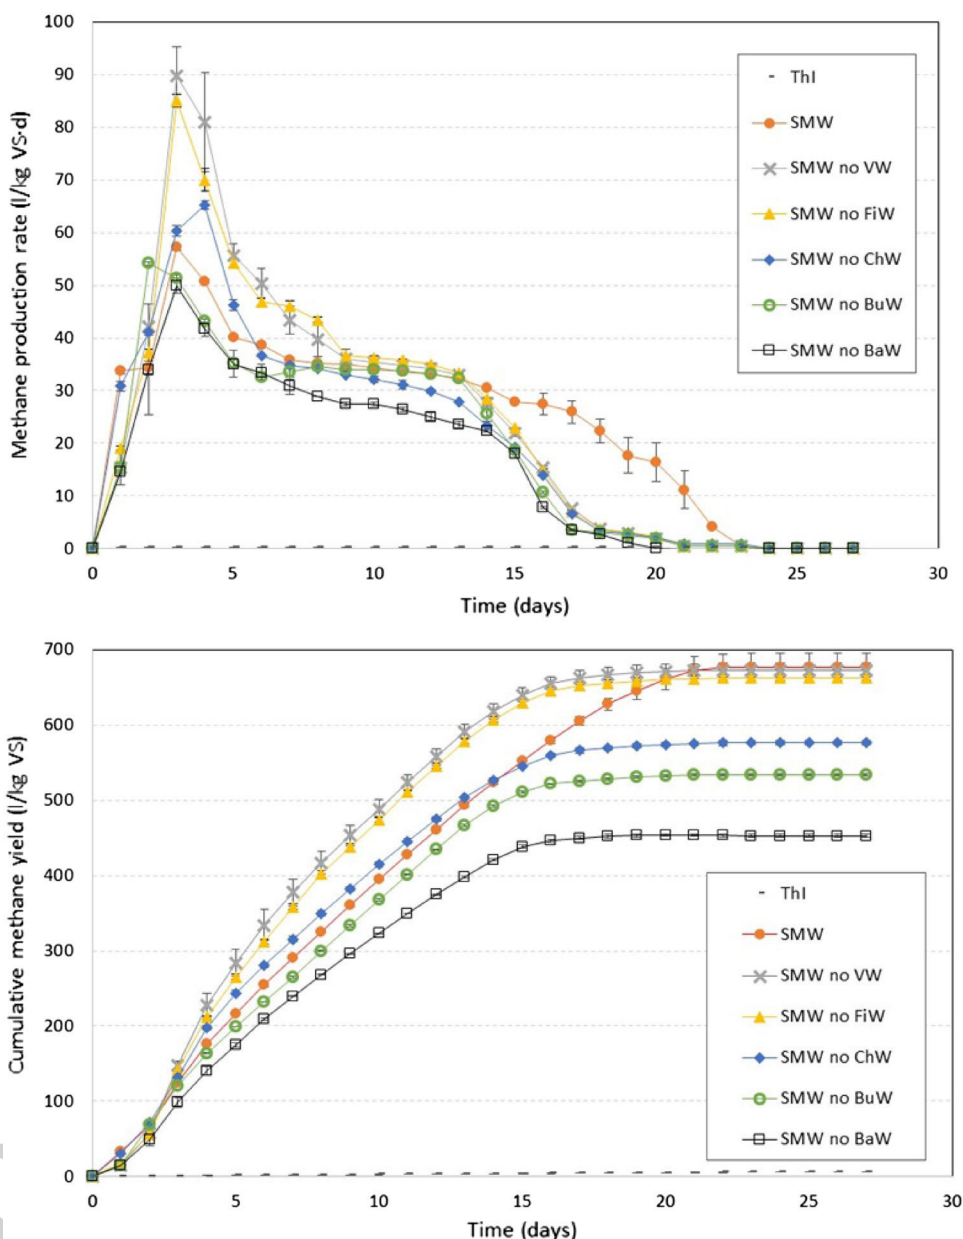 Methane production rate (l/kg VS·d)
100
90
80
70
60
50
40
30
20
10
0
ThI
SMW
SMW no VW
SMW no FiW
SMW no ChW
SMW no BuW
SMW no BaW
0 5 10 15 20 25 30
Time (days)
Cumulative methane yield (l/kg VS)
700
600
500
400
300
200
100
0
ThI
SMW
SMW no VW
SMW no FiW
SMW no ChW
SMW no BuW
SMW no BaW
0 5 10 15 20 25 30
Time (days)